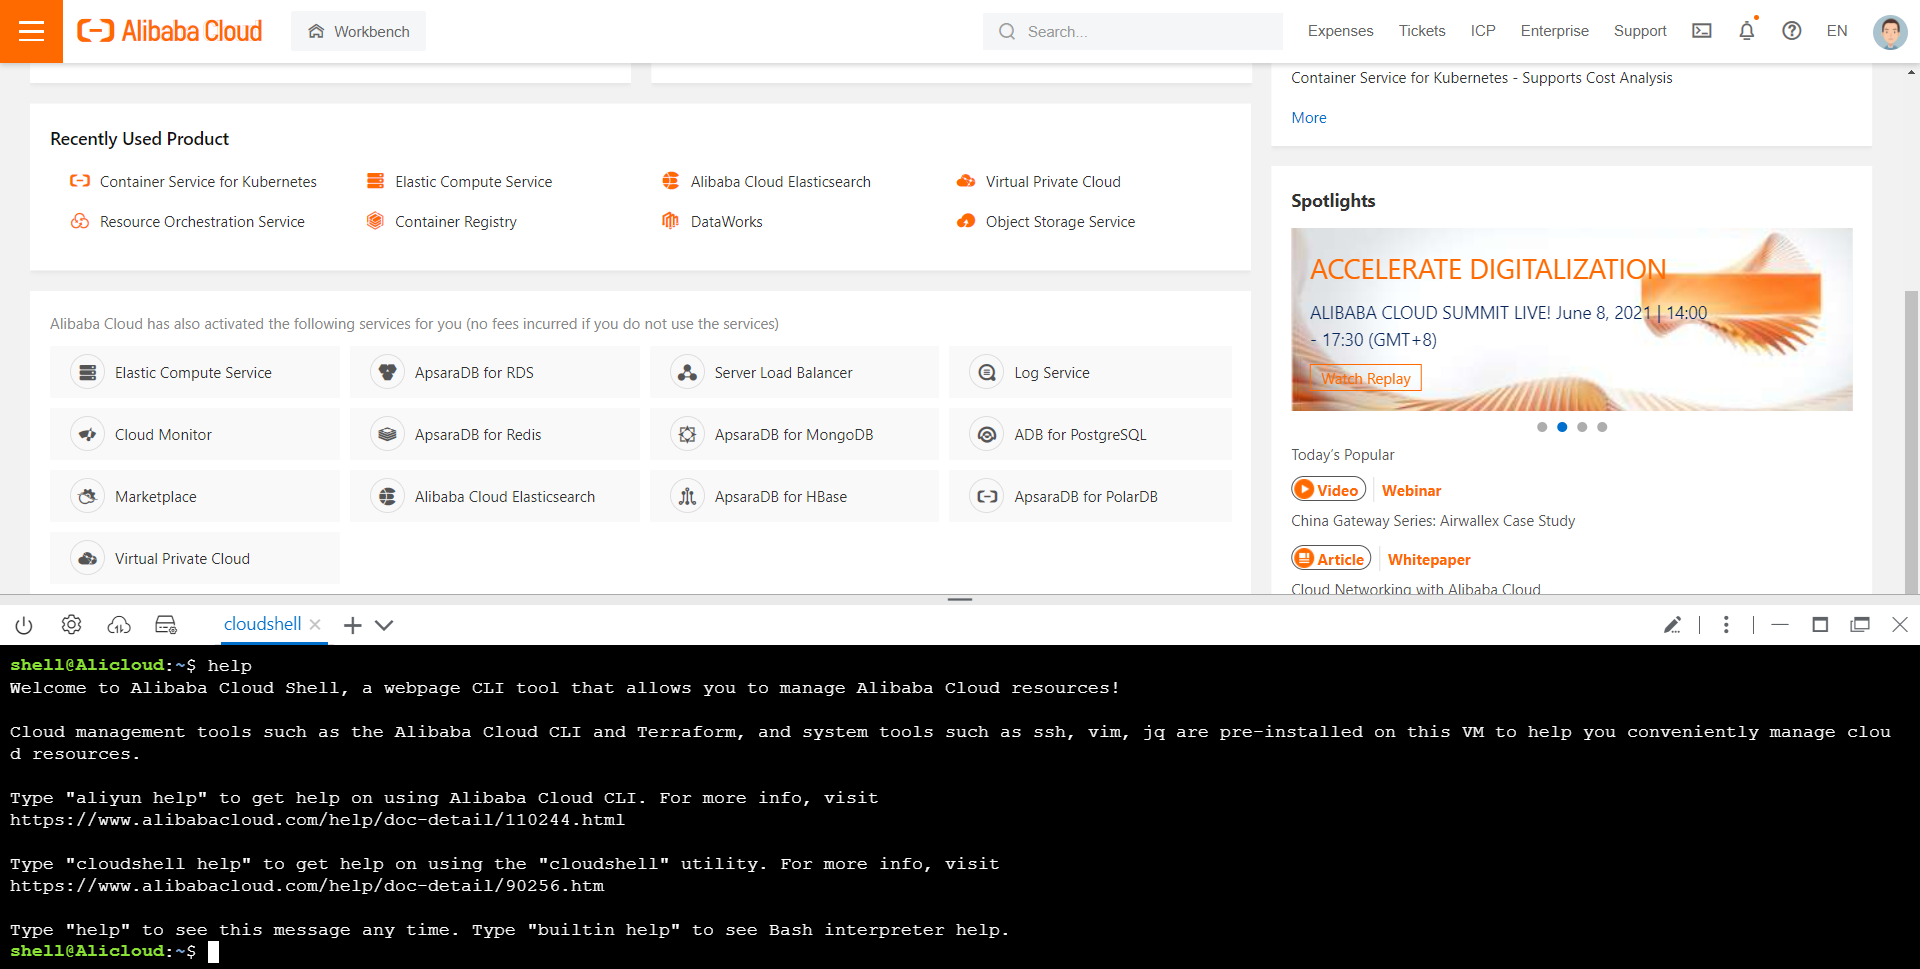 Alibaba Cloud
Workbench
Search...
Expenses
Tickets
ICP
Enterprise
Support
EN
Container Service for Kubernetes - Supports Cost Analysis
More
Recently Used Product
Container Service for Kubernetes
Elastic Compute Service
Alibaba Cloud Elasticsearch
Virtual Private Cloud
Resource Orchestration Service
Container Registry
DataWorks
Object Storage Service
Alibaba Cloud has also activated the following services for you (no fees incurred if you do not use the services)
Elastic Compute Service
ApsaraDB for RDS
Server Load Balancer
Log Service
Cloud Monitor
ApsaraDB for Redis
ApsaraDB for MongoDB
ADB for PostgreSQL
Marketplace
Alibaba Cloud Elasticsearch
ApsaraDB for HBase
ApsaraDB for PolarDB
Virtual Private Cloud
Spotlights
ACCELERATE DIGITALIZATION
ALIBABA CLOUD SUMMIT LIVE! June 8, 2021 | 14:00
- 17:30 (GMT+8)
Watch Replay
Today's Popular
Video
Webinar
China Gateway Series: Airwallex Case Study
Article
Whitepaper
Cloud Networking with Alibaba Cloud
cloudshell
shell@Alicloud:~$ help
Welcome to Alibaba Cloud Shell, a webpage CLI tool that allows you to manage Alibaba Cloud resources!
Cloud management tools such as the Alibaba Cloud CLI and Terraform, and system tools such as ssh, vim, jq are pre-installed on this VM to help you conveniently manage clou
d resources.
Type "aliyun help" to get help on using Alibaba Cloud CLI. For more info, visit
https://www.alibabacloud.com/help/doc-detail/110244.html
Type "cloudshell help" to get help on using the "cloudshell" utility. For more info, visit
https://www.alibabacloud.com/help/doc-detail/90256.htm
Type "help" to see this message any time. Type "builtin help" to see Bash interpreter help.
shell@Alicloud:~$